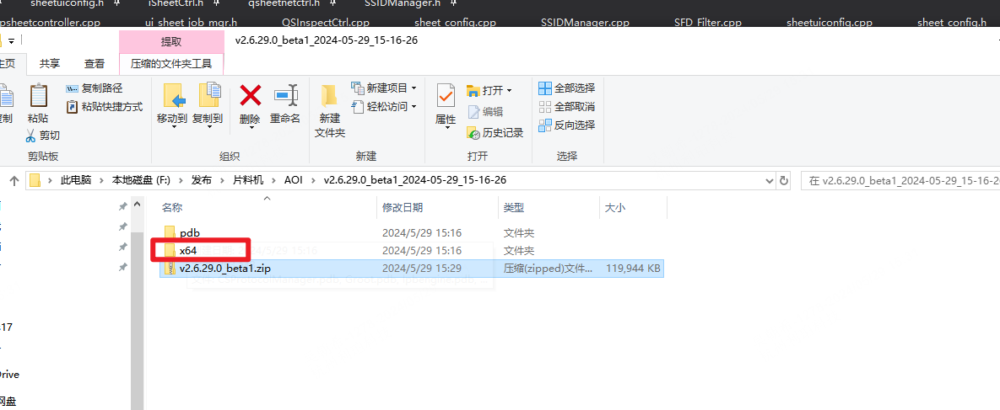 sheetuiconfig.h iSheetCtrl.h qsheetnetctrl.h SSIDManager.h
psheetcontroller.cpp ui_sheet_job_mgr.h QSInspectCtrl.cpp sheet_config.cpp SSIDManager.cpp SFD_Filter.cpp sheetuiconfig.cpp sheet_config.h
提取 v2.6.29.0_beta1_2024-05-29_15-16-26
主页 共享 查看 压缩的文件夹工具
复制路径 新建项目 打开 全部选择
粘贴快捷方式 轻松访问 编辑 全部取消
复制 粘贴 移动到 复制到 删除 重命名 新建 属性
文件夹
剪切 历史记录 反向选择
剪贴板 组织 新建 打开 选择
此电脑 本地磁盘 (F:) 发布 片料机 AOI v2.6.29.0_beta1_2024-05-29_15-16-26 在 v2.6.29.0_beta1_2024-05-29_15-16-2
名称 修改日期 类型 大小
pdb 2024/5/29 15:16 文件夹
x64 2024/5/29 15:16 文件夹
v2.6.29.0_beta1.zip 2024/5/29 15:29 压缩(zipped)文件... 119,944 KB
17
Drive
网盘